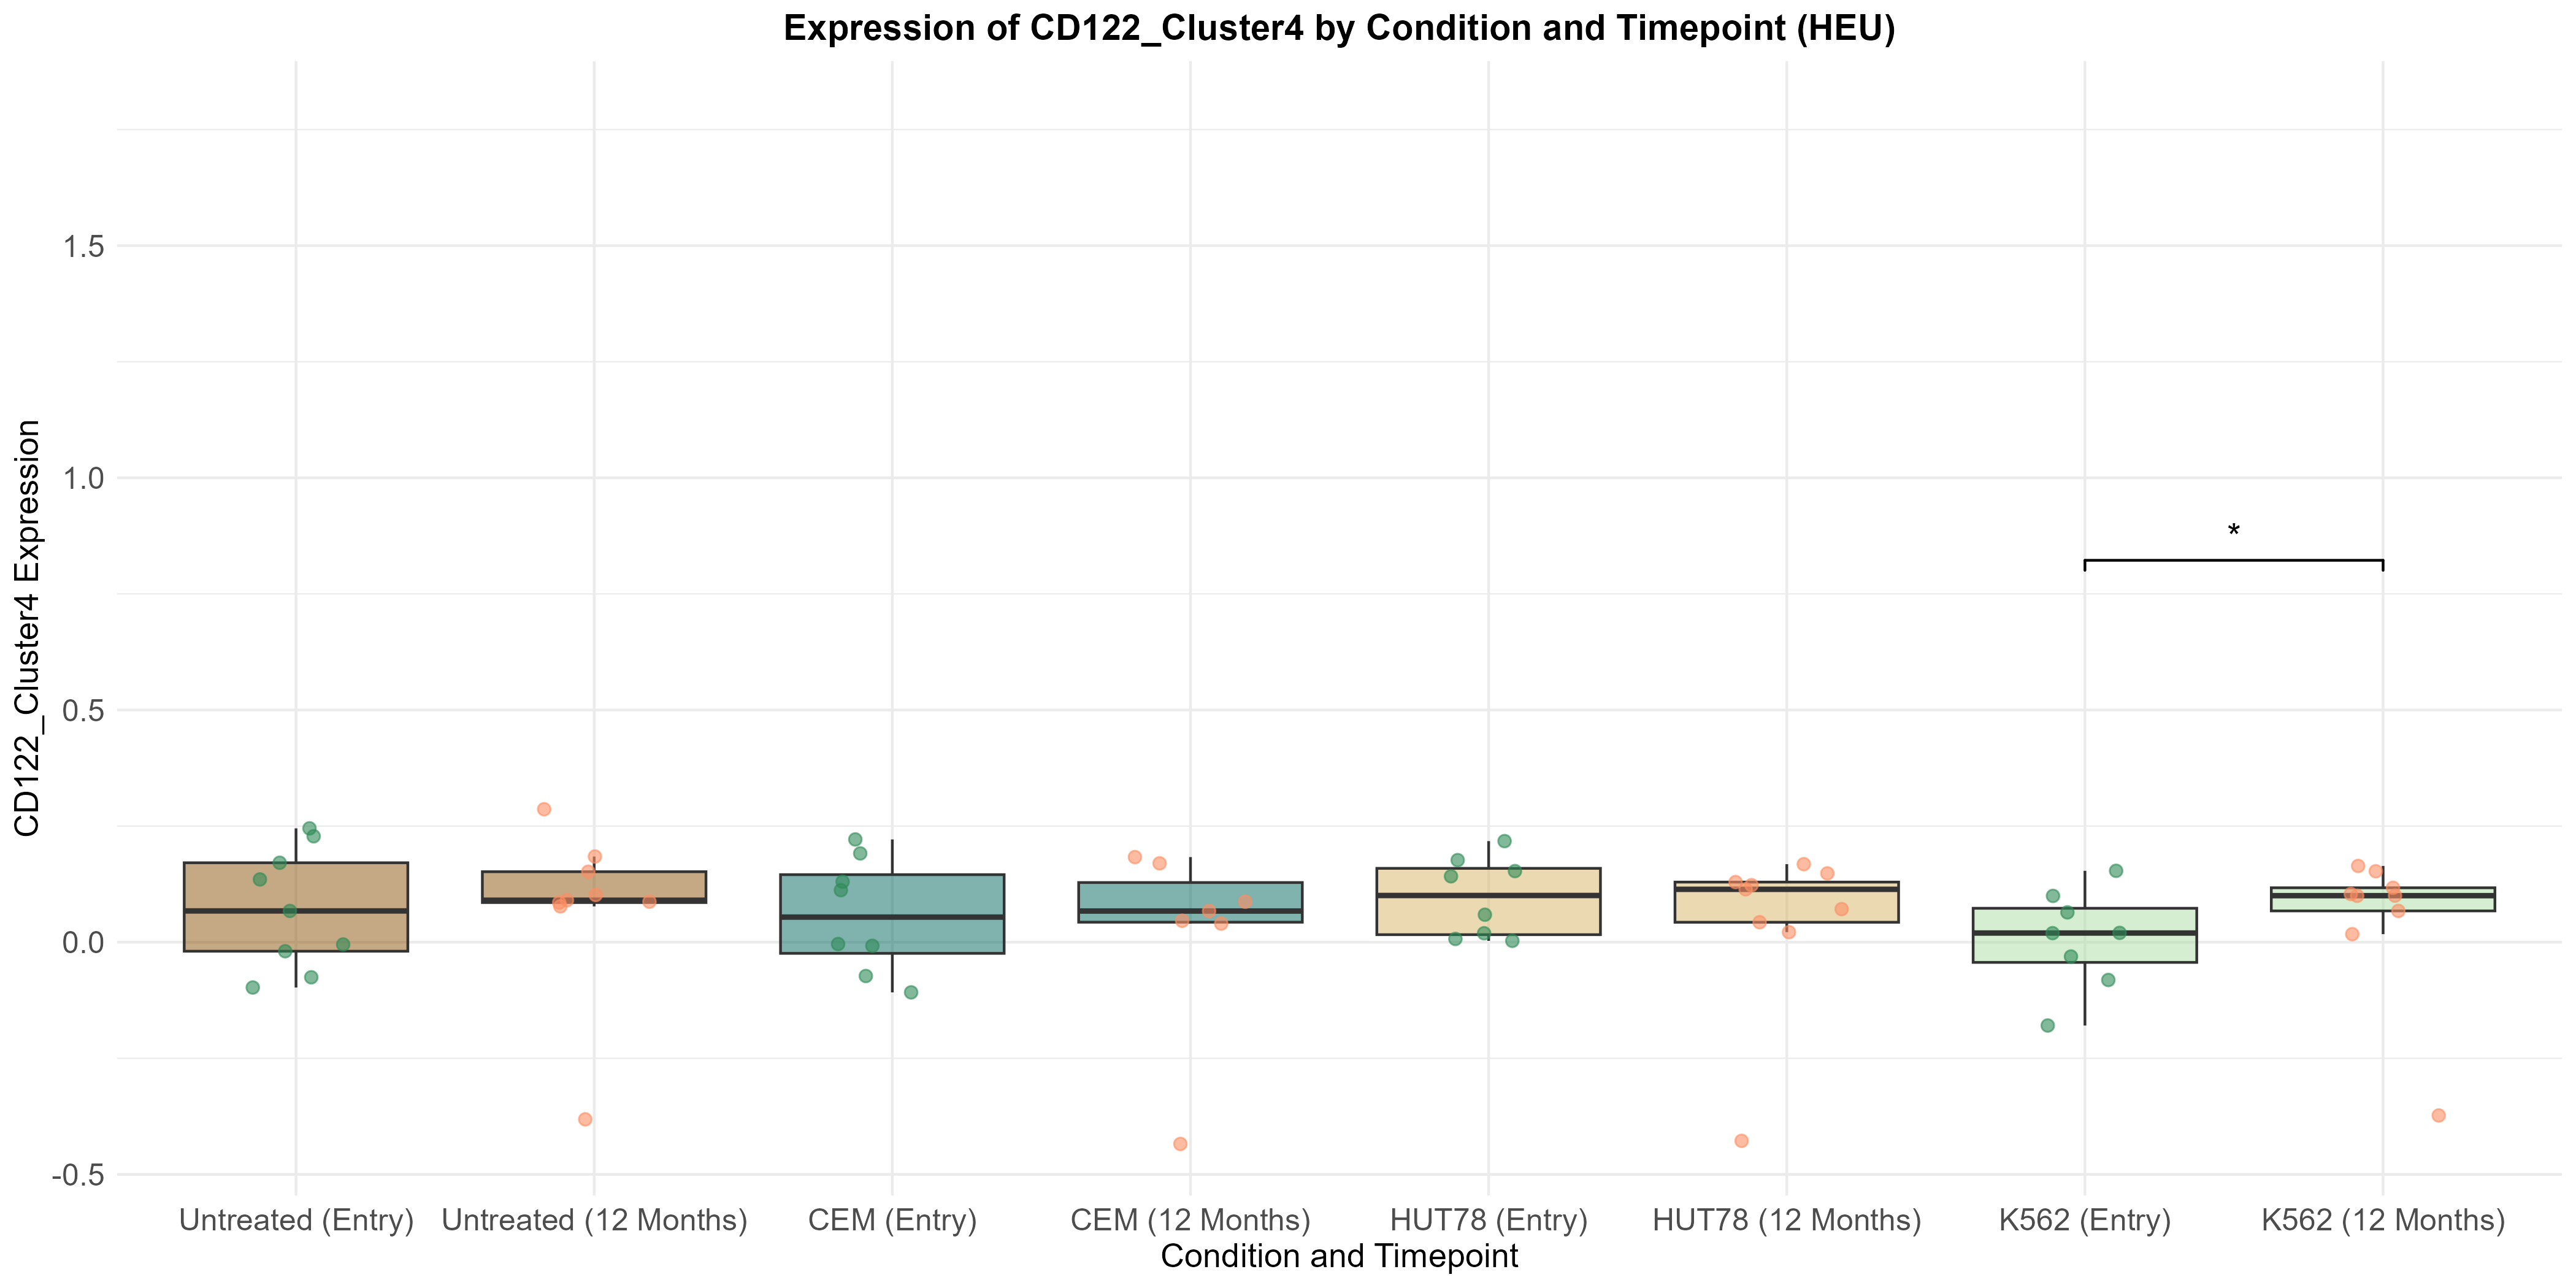 Expression of CD122_Cluster4 by Condition and Timepoint (HEU)
CD122_Cluster4 Expression
1.5
1.0
0.5
0.0
-0.5
*
Untreated (Entry)
Untreated (12 Months)
CEM (Entry)
CEM (12 Months)
HUT78 (Entry)
HUT78 (12 Months)
K562 (Entry)
K562 (12 Months)
Condition and Timepoint